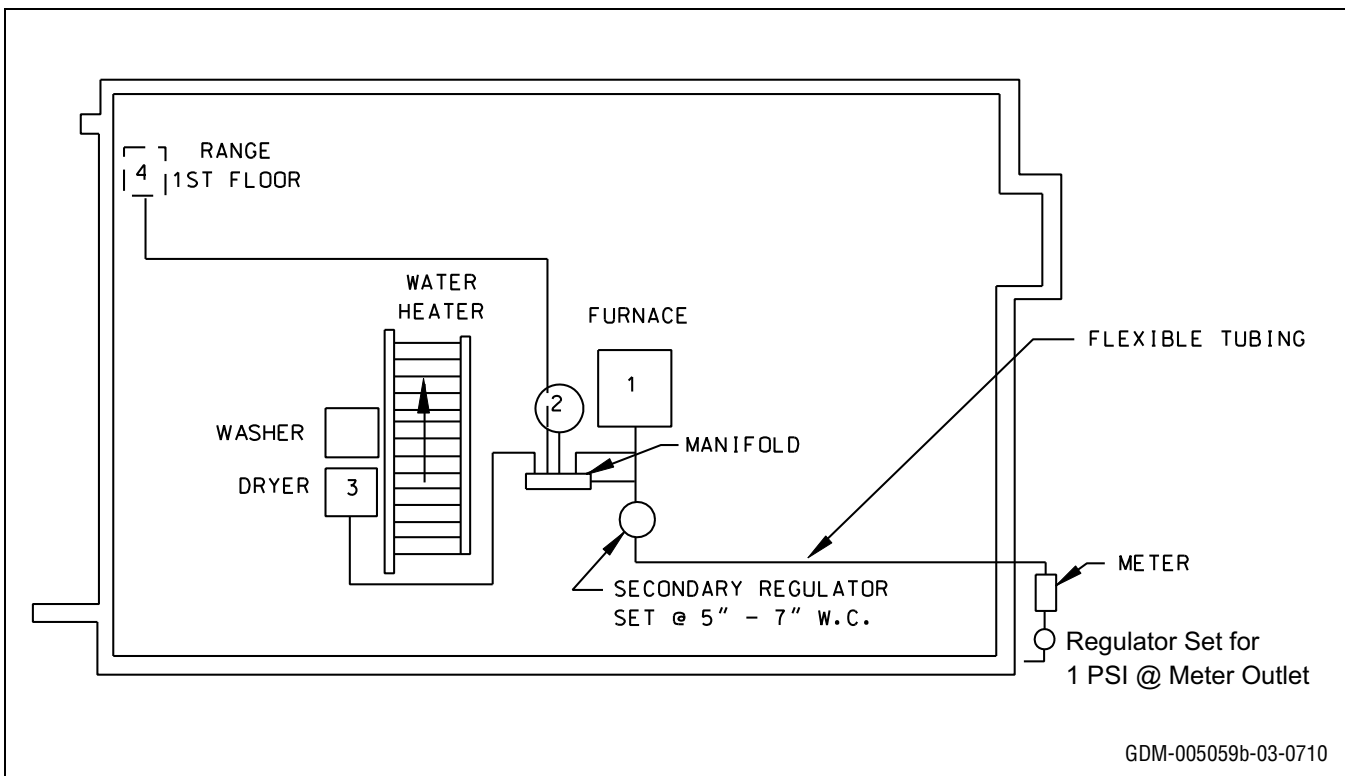 RANGE
1ST FLOOR
4
WATER
HEATER
FURNACE
1
2
FLEXIBLE TUBING
WASHER
DRYER
3
MANIFOLD
METER
SECONDARY REGULATOR
SET @ 5" - 7" W.C.
Regulator Set for
1 PSI @ Meter Outlet
GDM-005059b-03-0710